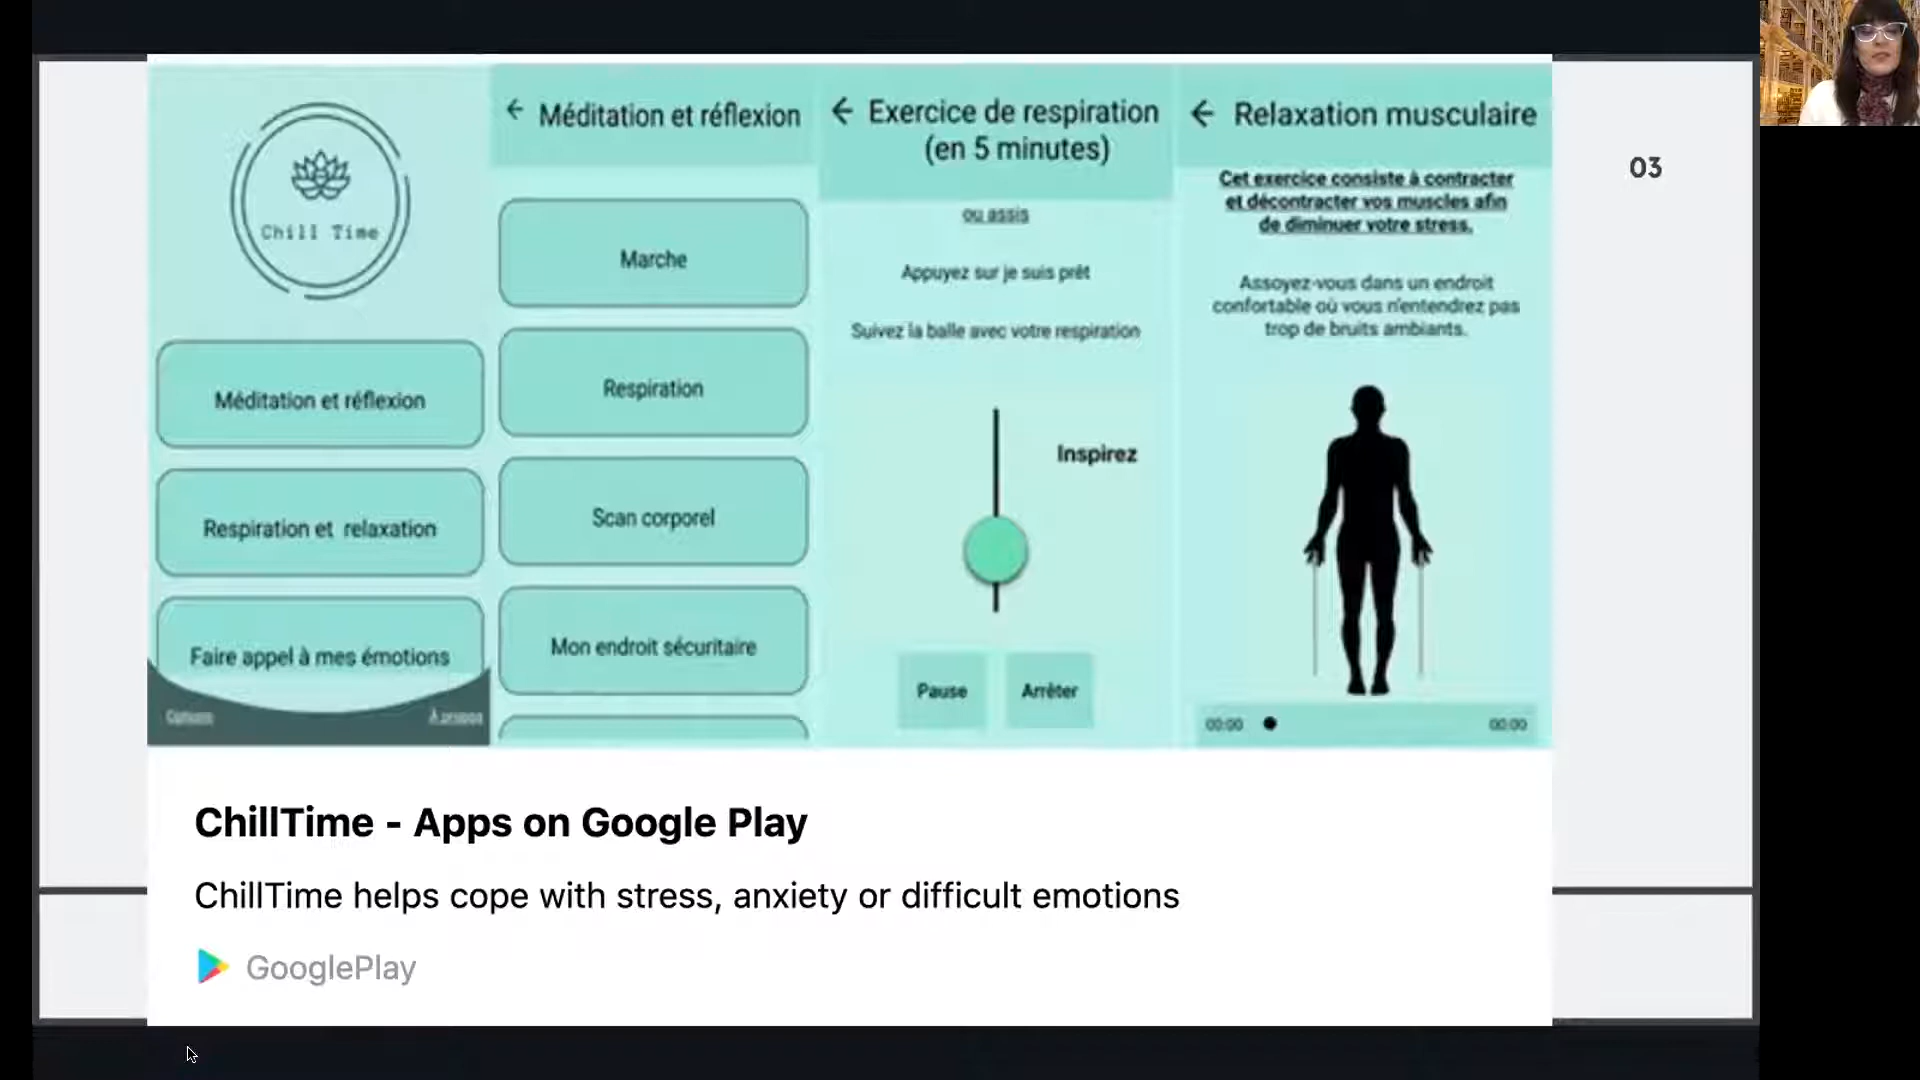 03
Chill Time
Méditation et réflexion
Respiration et relaxation
Faire appel à mes émotions
Options
À propos
Méditation et réflexion
Marche
Respiration
Scan corporel
Mon endroit sécuritaire
Exercice de respiration
(en 5 minutes)
ou assis
Appuyez sur je suis prêt
Suivez la balle avec votre respiration
Inspirez
Pause
Arrêter
Relaxation musculaire
Cet exercice consiste à contracter
et décontracter vos muscles afin
de diminuer votre stress.
Assoyez-vous dans un endroit
confortable où vous n'entendrez pas
trop de bruits ambiants.
00:00
00:00
ChillTime - Apps on Google Play
ChillTime helps cope with stress, anxiety or difficult emotions
GooglePlay